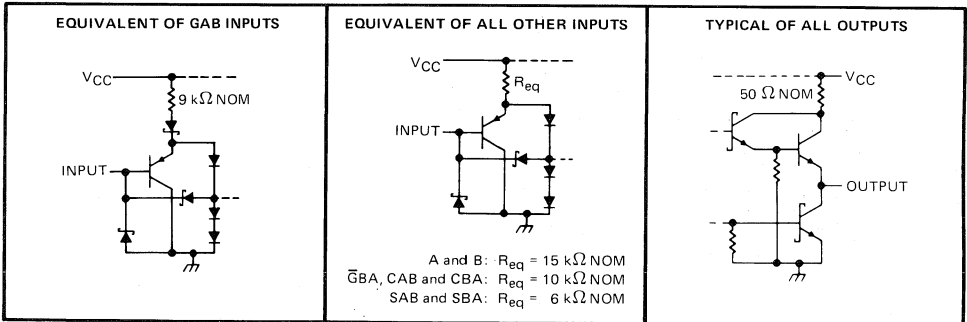 EQUIVALENT OF GAB INPUTS
VCC
9 kΩ NOM
INPUT
EQUIVALENT OF ALL OTHER INPUTS
VCC
Req
INPUT
A and B: Req = 15 kΩ NOM
G̅BA, CAB and CBA: Req = 10 kΩ NOM
SAB and SBA: Req = 6 kΩ NOM
TYPICAL OF ALL OUTPUTS
VCC
50 Ω NOM
OUTPUT